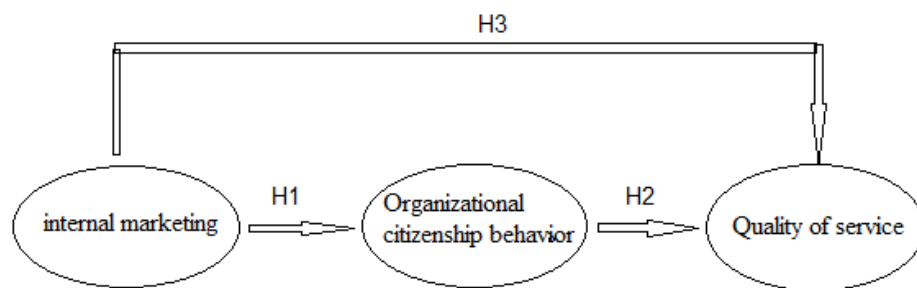 H3
internal marketing
H1
Organizational
citizenship behavior
H2
Quality of service